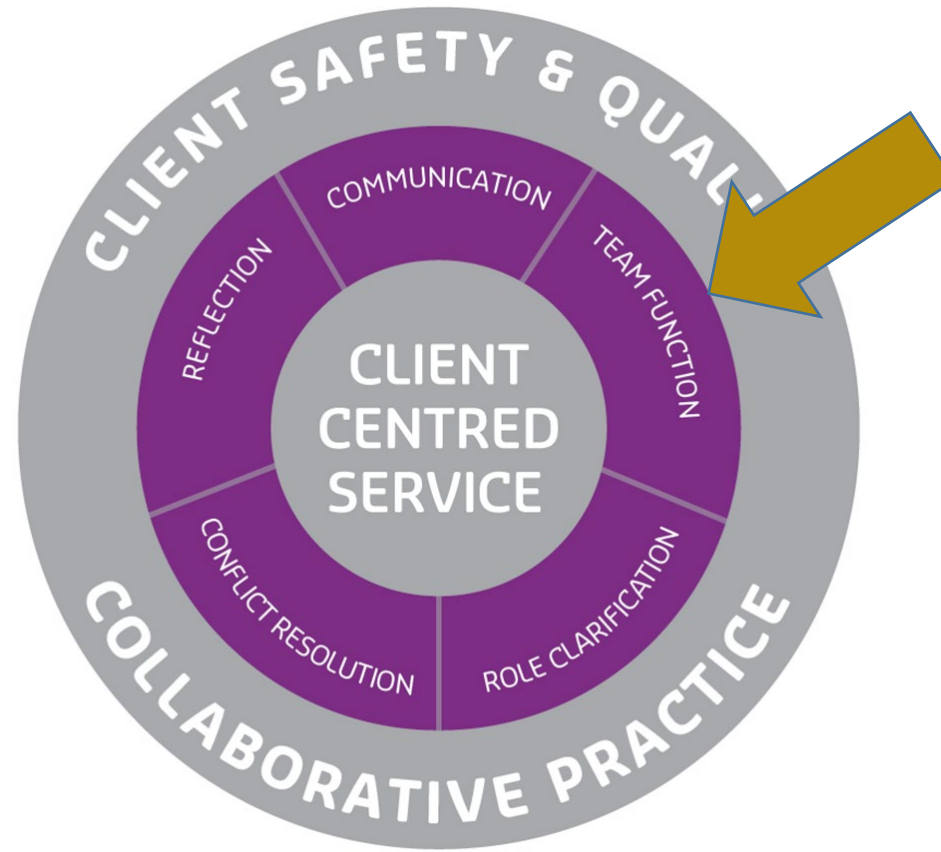 CLIENT SAFETY & QUAL
COMMUNICATION
TEAM FUNCTION
REFLECTION
CLIENT
CENTRED
SERVICE
CONFLICT RESOLUTION
ROLE CLARIFICATION
COLLABORATIVE PRACTICE